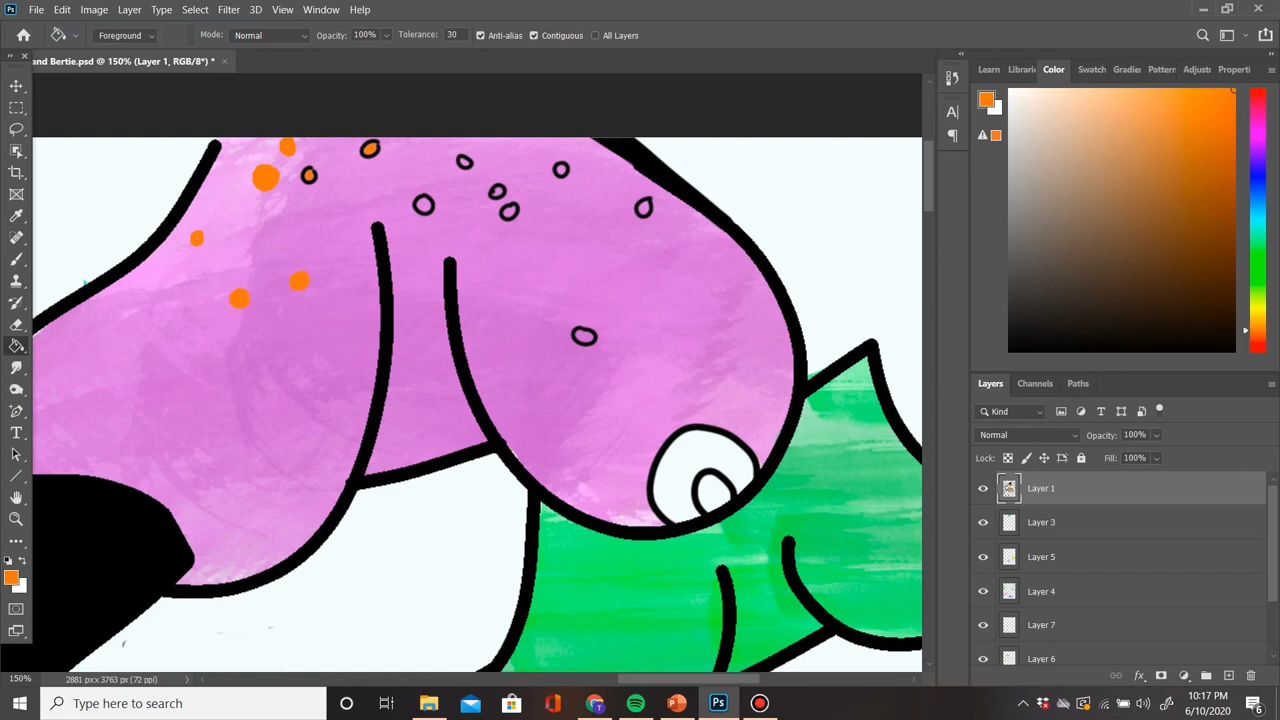 Ps File Edit Image Layer Type Select Filter 3D View Window Help
Foreground Mode: Normal Opacity: 100% Tolerance: 30 Anti-alias Contiguous All Layers
and Bertie.psd @ 150% (Layer 1, RGB/8*) *
Learn Librari Color Swatch Gradie Pattern Adjust Properti
Layers Channels Paths
Kind
Normal Opacity: 100%
Lock: Fill: 100%
Layer 1
Layer 3
Layer 5
Layer 4
Layer 7
Layer 6
150% 2881 px x 3763 px (72 ppi)
Type here to search
10:17 PM
6/10/2020
6